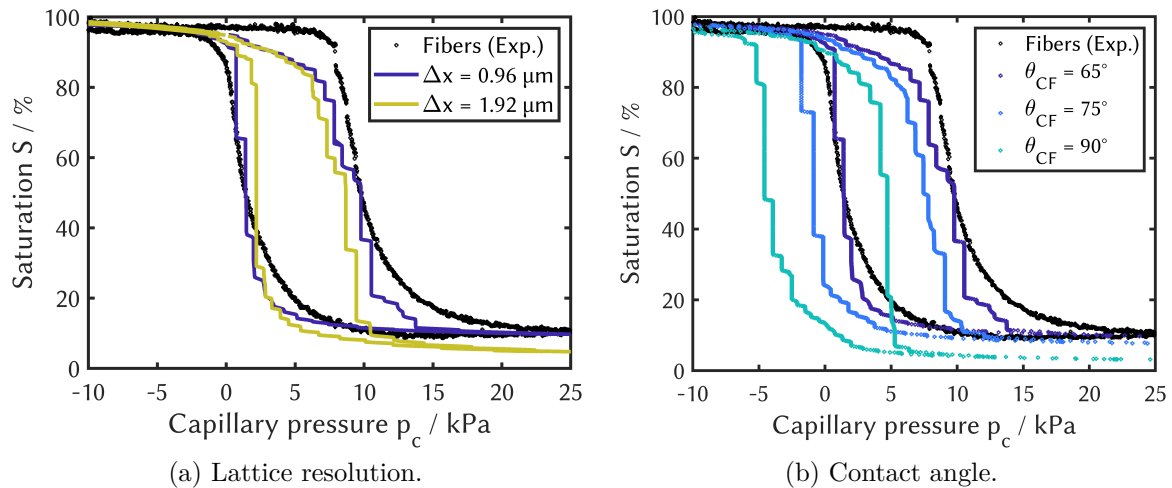 100
80
60
40
20
0
Saturation S / %
-10 -5 0 5 10 15 20 25
Capillary pressure p_c / kPa
Fibers (Exp.)
Δx = 0.96 μm
Δx = 1.92 μm
(a) Lattice resolution.
100
80
60
40
20
0
Saturation S / %
-10 -5 0 5 10 15 20 25
Capillary pressure p_c / kPa
Fibers (Exp.)
θ_CF = 65°
θ_CF = 75°
θ_CF = 90°
(b) Contact angle.